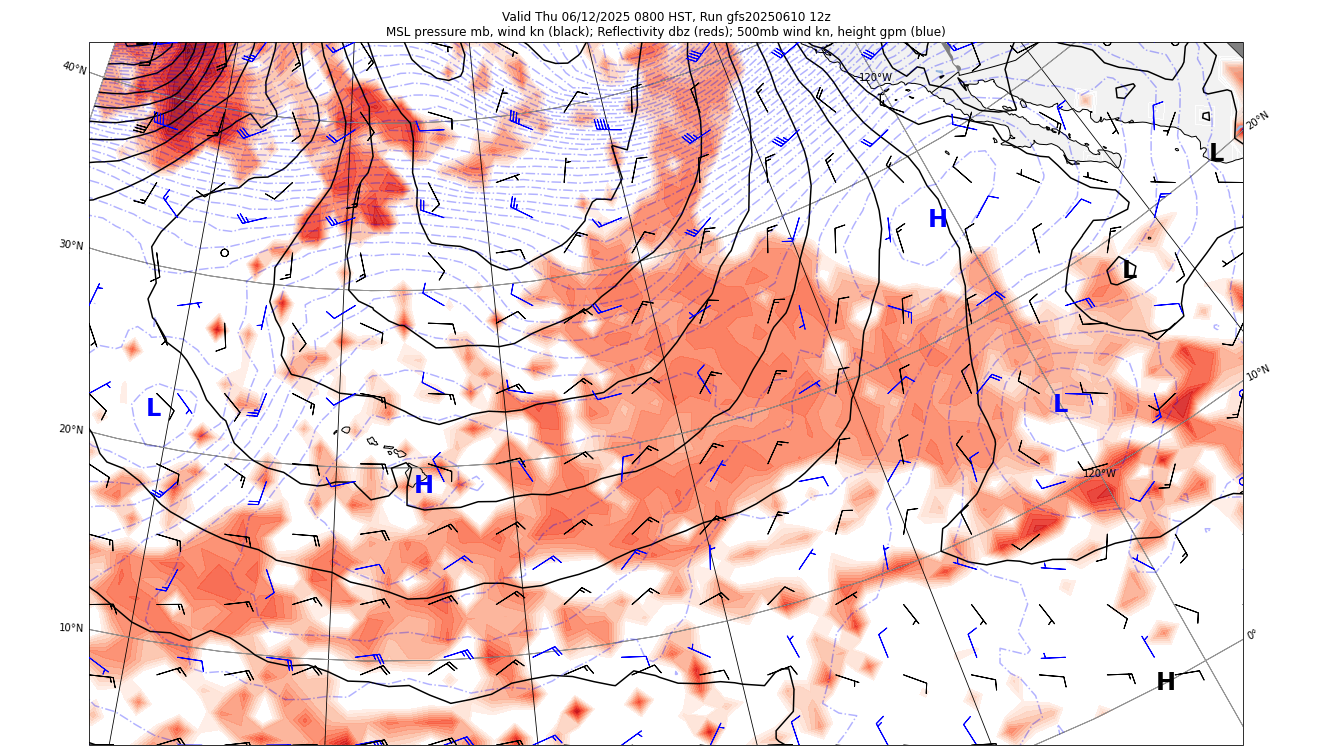 Valid Thu 06/12/2025 0800 HST, Run gfs20250610 12z
MSL pressure mb, wind kn (black); Reflectivity dbz (reds); 500mb wind kn, height gpm (blue)
40°N
120°W
20°N
L
H
30°N
L
10°N
L
L
20°N
120°W
H
10°N
0°
H